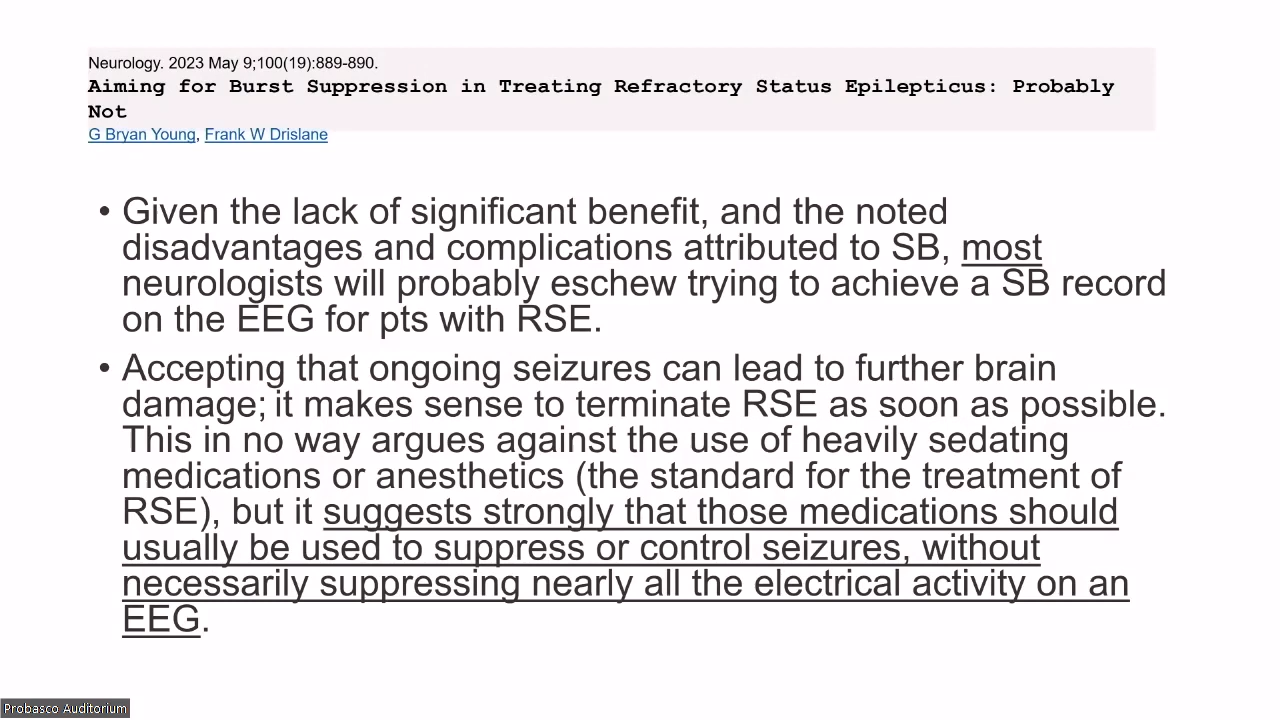 Neurology. 2023 May 9;100(19):889-890.
Aiming for Burst Suppression in Treating Refractory Status Epilepticus: Probably
Not
G Bryan Young, Frank W Drislane
• Given the lack of significant benefit, and the noted
disadvantages and complications attributed to SB, most
neurologists will probably eschew trying to achieve a SB record
on the EEG for pts with RSE.
• Accepting that ongoing seizures can lead to further brain
damage; it makes sense to terminate RSE as soon as possible.
This in no way argues against the use of heavily sedating
medications or anesthetics (the standard for the treatment of
RSE), but it suggests strongly that those medications should
usually be used to suppress or control seizures, without
necessarily suppressing nearly all the electrical activity on an
EEG.
Probasco Auditorium